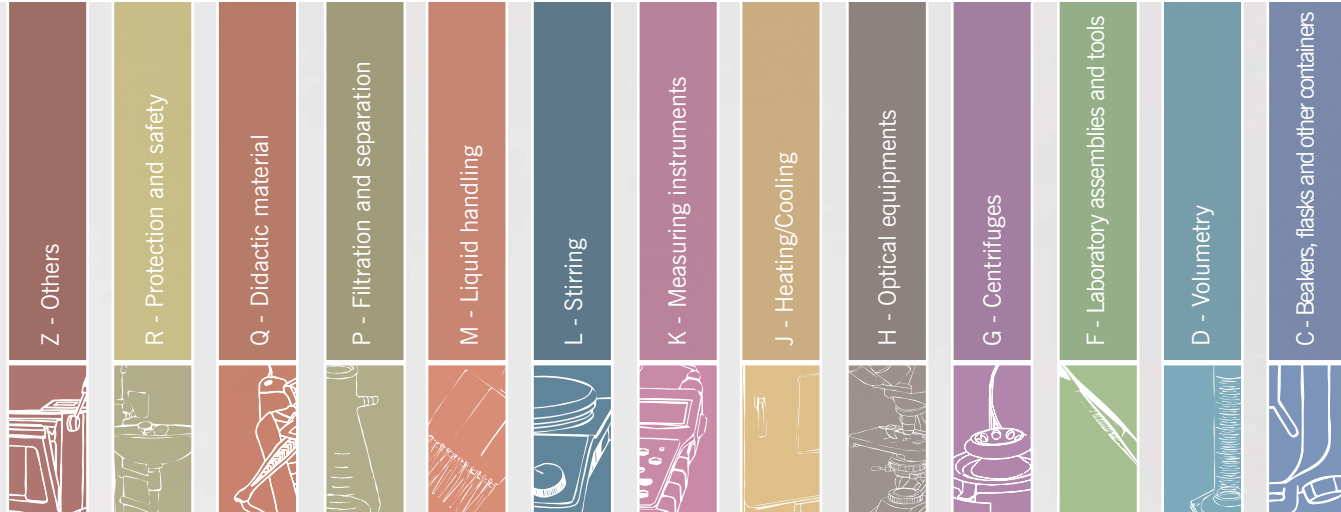 Z - Others
R - Protection and safety
Q - Didactic material
P - Filtration and separation
M - Liquid handling
L - Stirring
K - Measuring instruments
J - Heating/Cooling
H - Optical equipments
G - Centrifuges
F - Laboratory assemblies and tools
D - Volumetry
C - Beakers, flasks and other containers